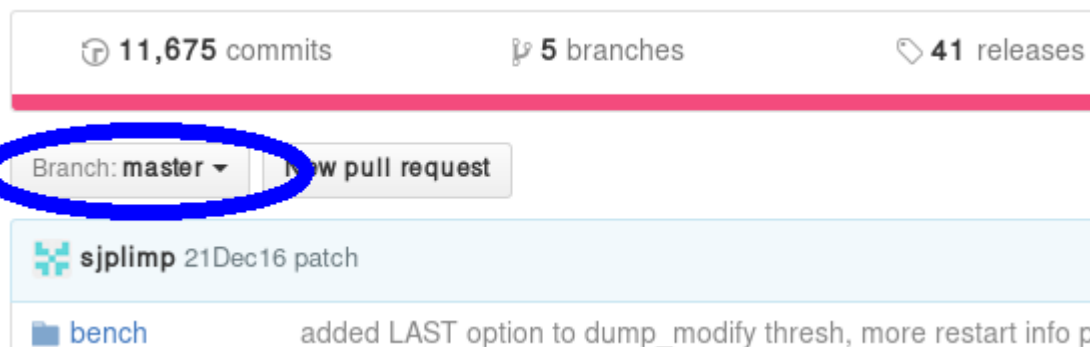 11,675 commits 5 branches 41 releases
Branch: master New pull request
sjplimp 21Dec16 patch
bench added LAST option to dump_modify thresh, more restart info